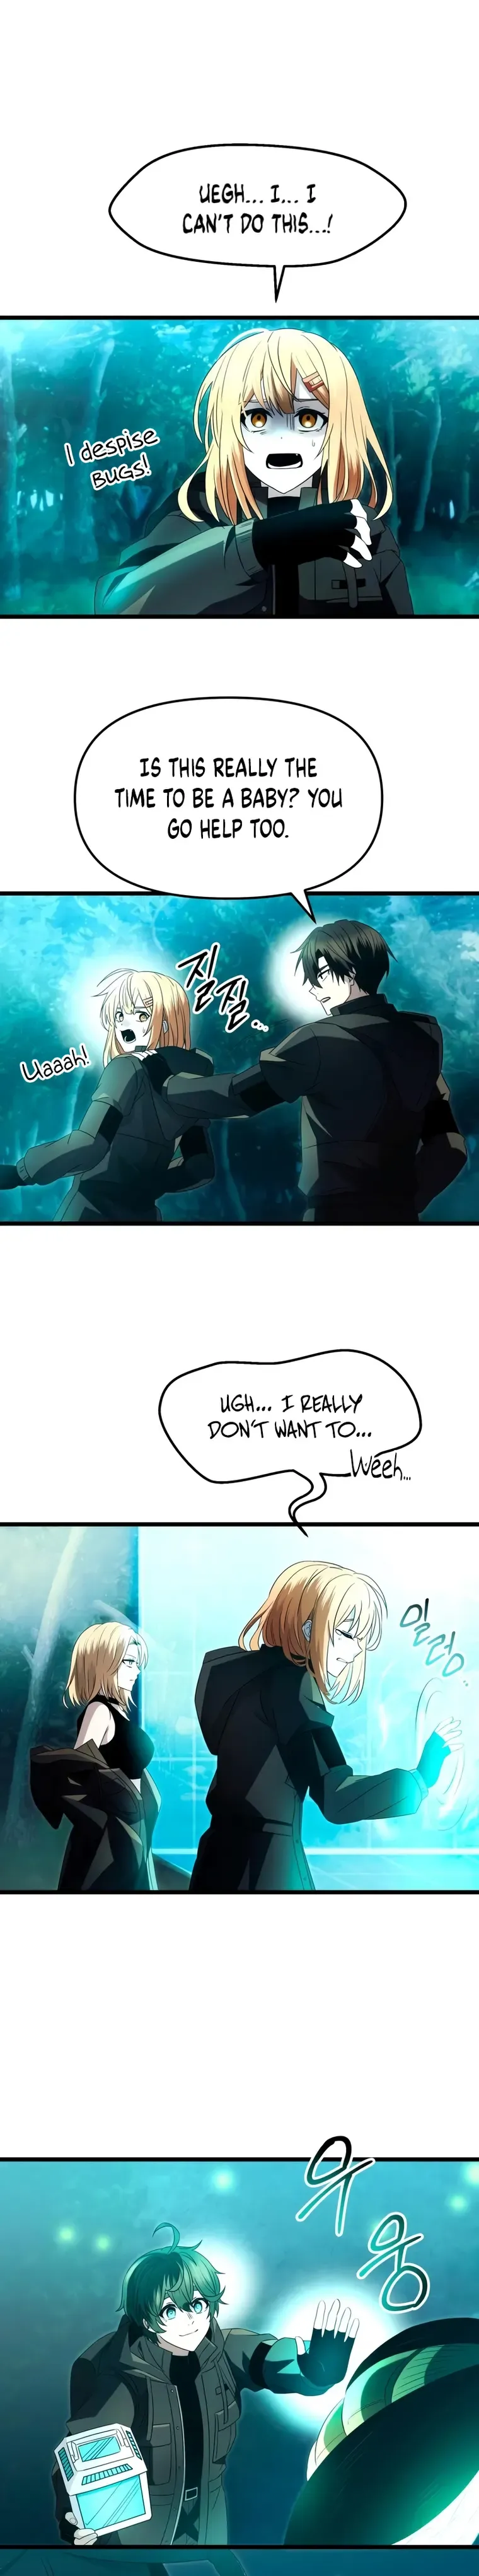 UEGH... I... I
CAN'T DO THIS...!
I despise
BUGS!
IS THIS REALLY THE
TIME TO BE A BABY? YOU
GO HELP TOO.
질질...
Uaaah!
UGH... I REALLY
DON'T WANT TO...
Weeh...
일렁..
우
웅